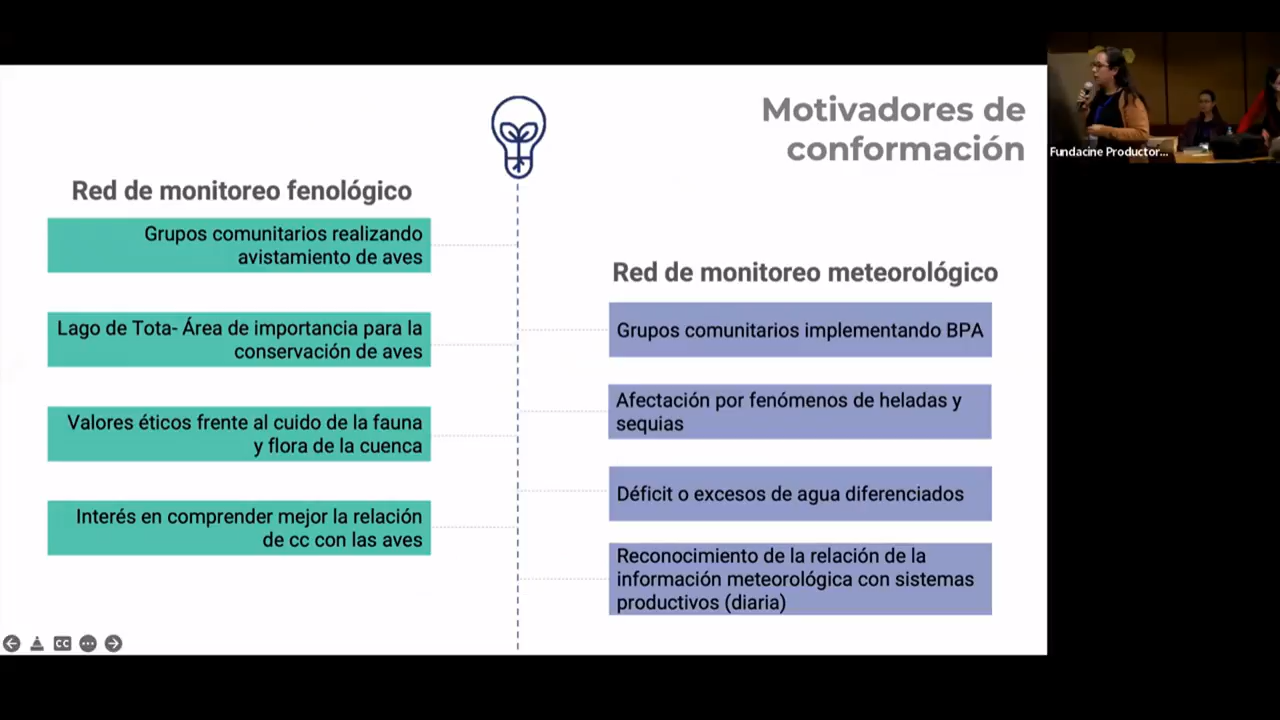 Motivadores de
conformación
Red de monitoreo fenológico
Grupos comunitarios realizando
avistamiento de aves
Lago de Tota- Área de importancia para la
conservación de aves
Valores éticos frente al cuido de la fauna
y flora de la cuenca
Interés en comprender mejor la relación
de cc con las aves
Red de monitoreo meteorológico
Grupos comunitarios implementando BPA
Afectación por fenómenos de heladas y
sequias
Déficit o excesos de agua diferenciados
Reconocimiento de la relación de la
información meteorológica con sistemas
productivos (diaria)
CC
Fundacine Productor...